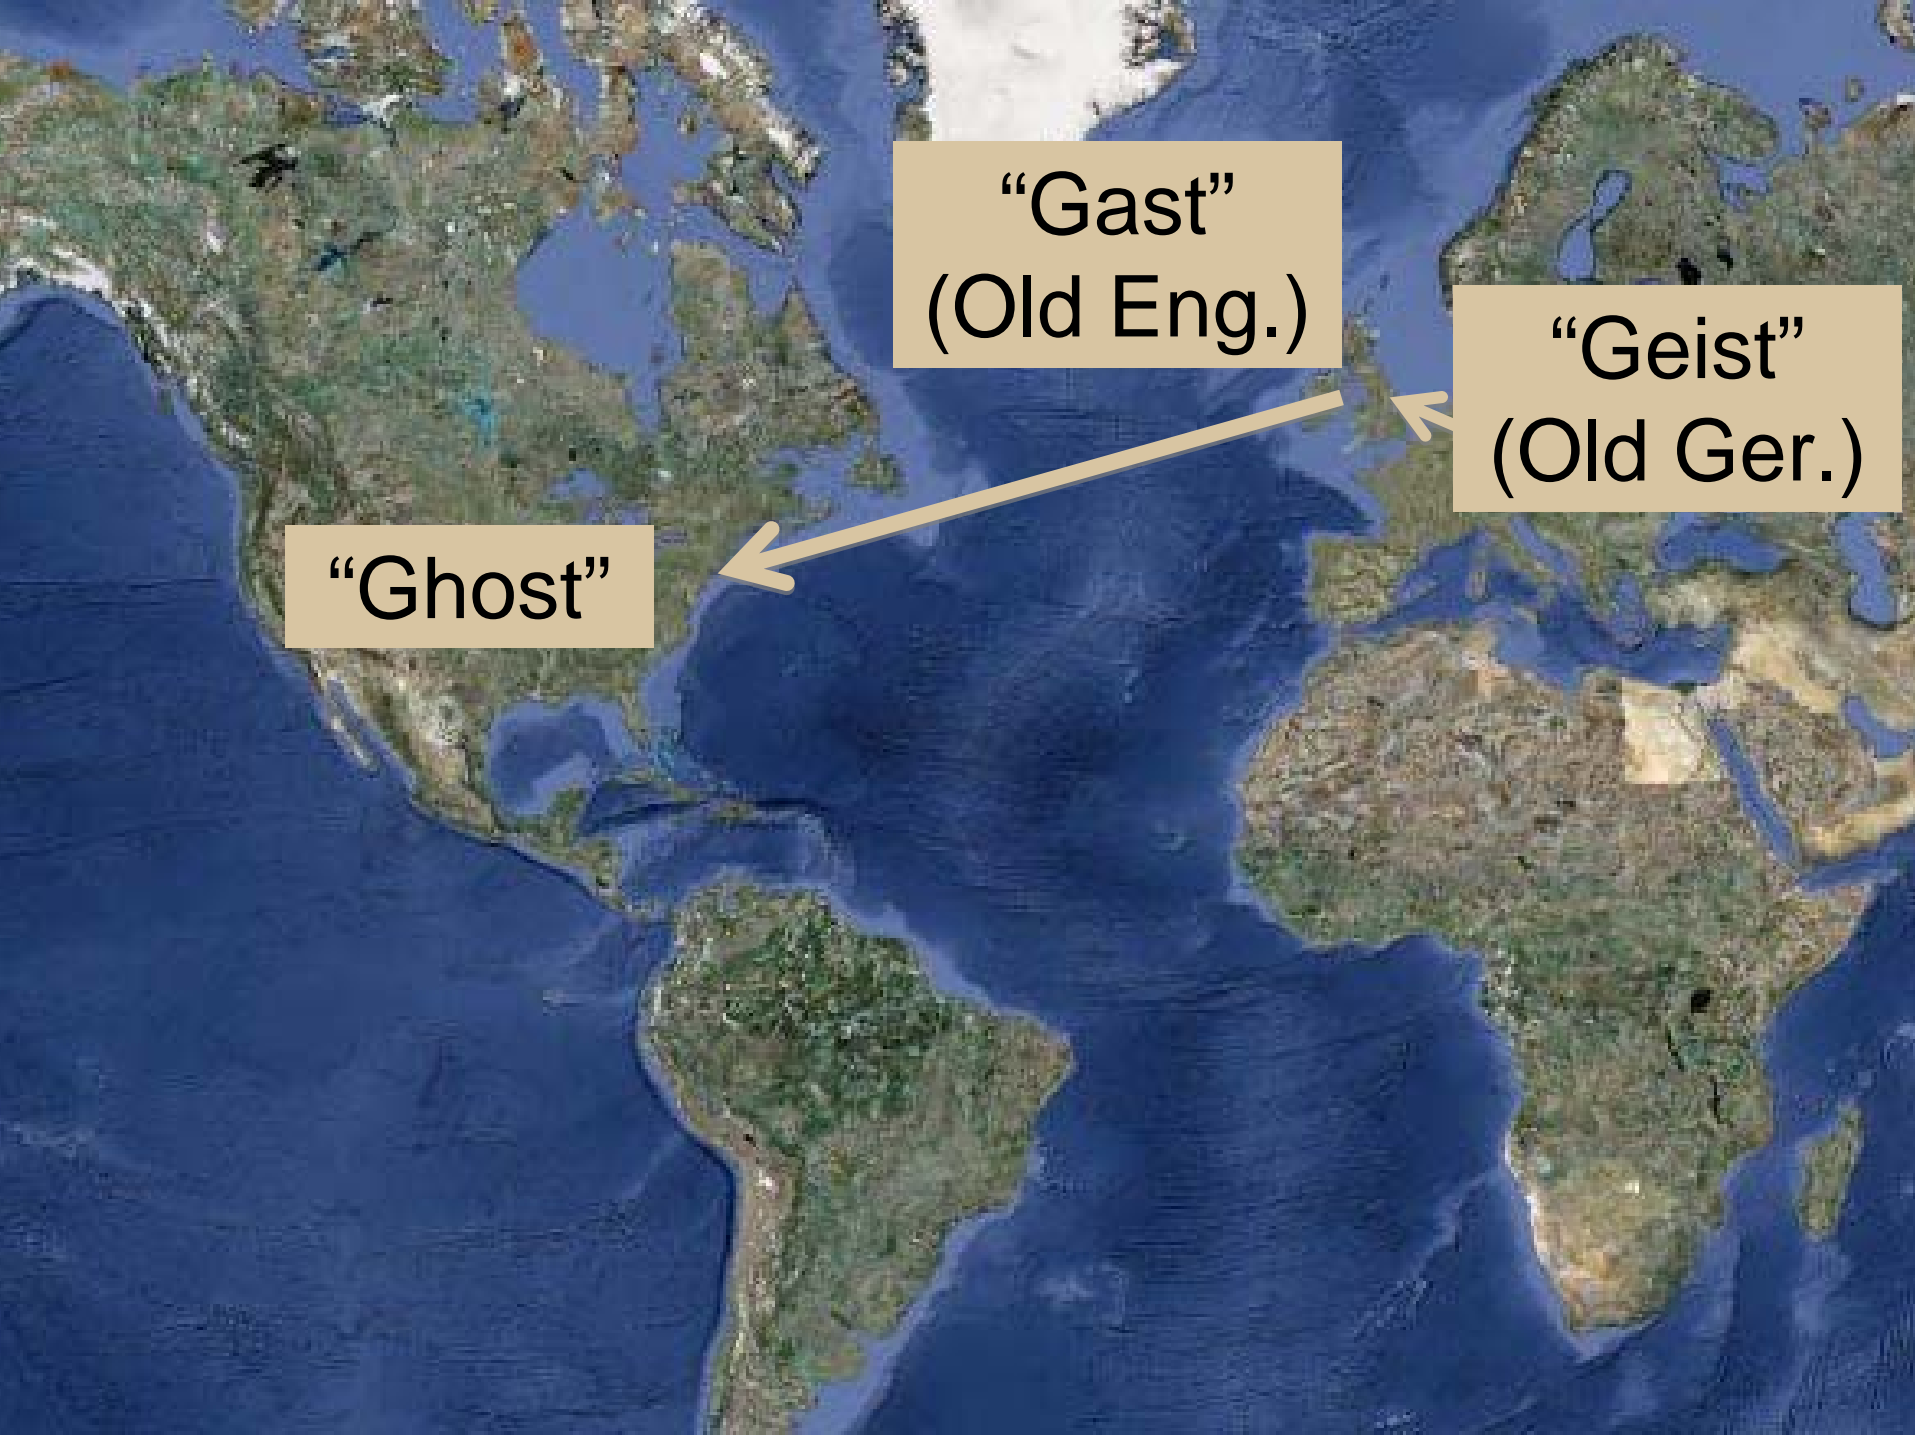 “Gast”
(Old Eng.)
“Geist”
(Old Ger.)
“Ghost”